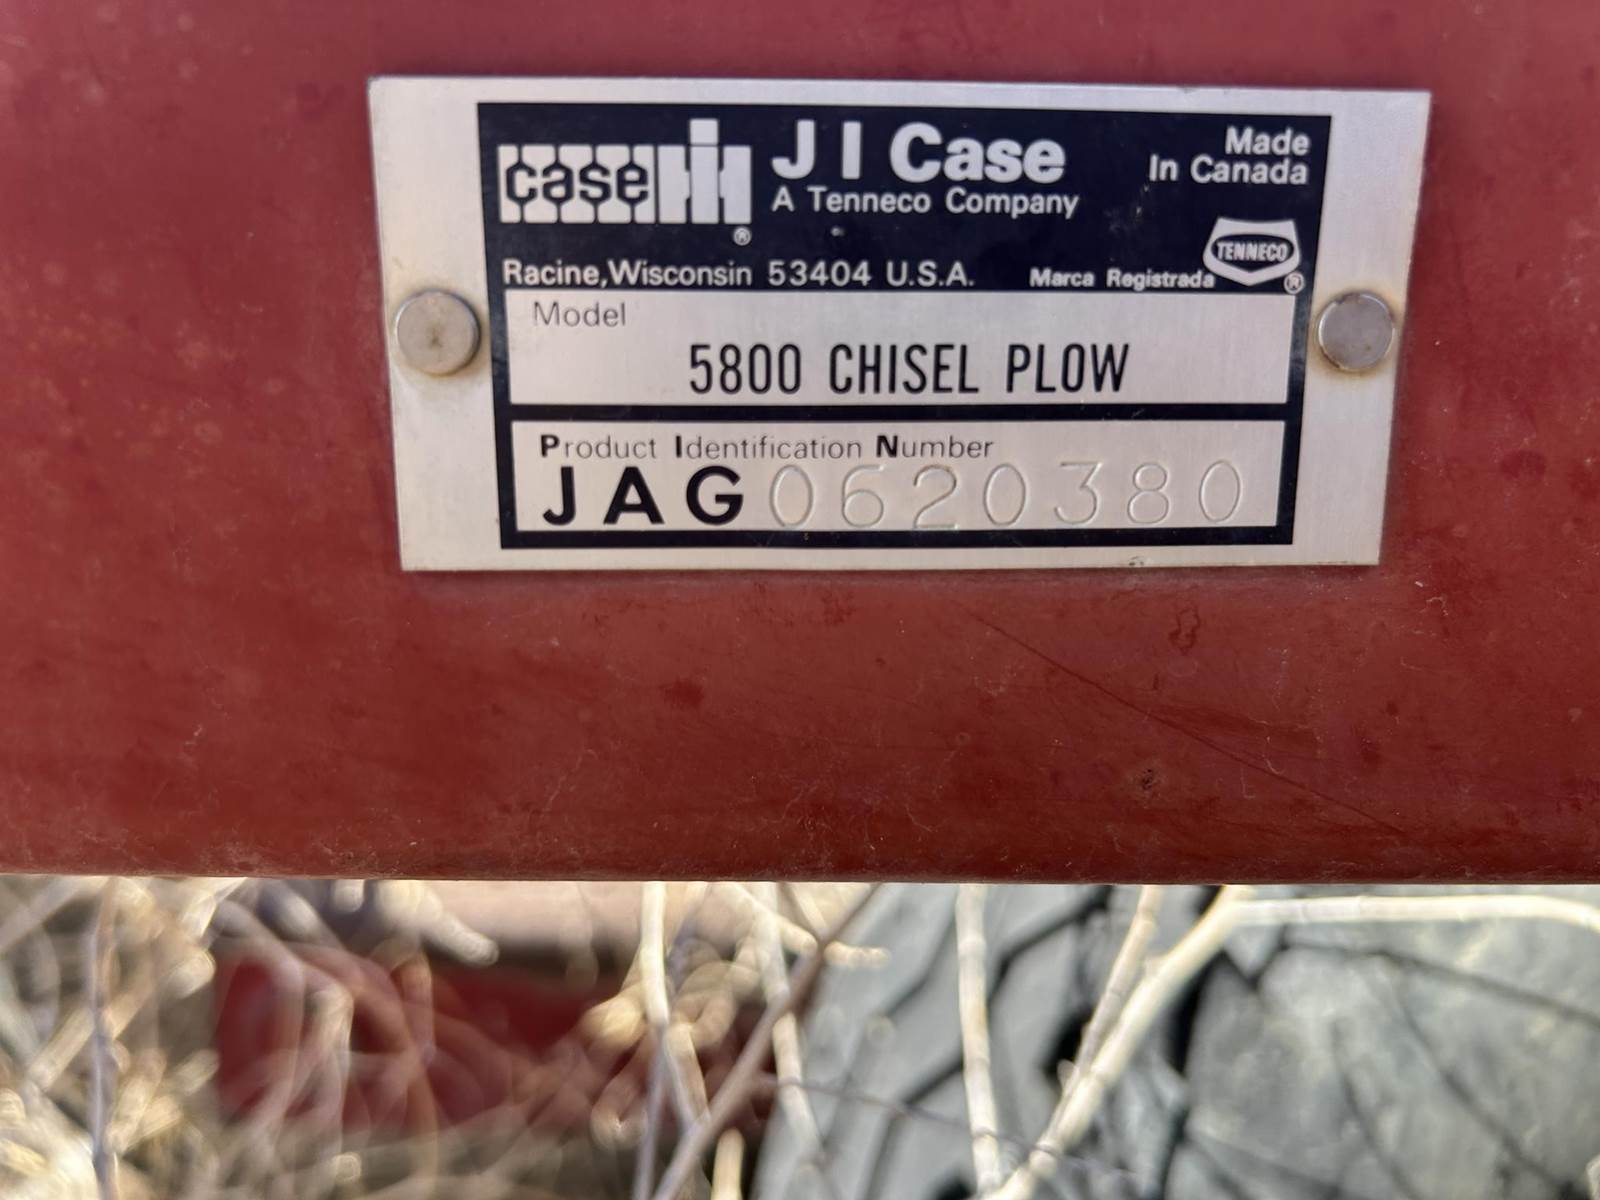 case IH ®
J I Case
A Tenneco Company
Made
In Canada
TENNECO
Racine, Wisconsin 53404 U.S.A.
Marca Registrada ®
Model
5800 CHISEL PLOW
Product Identification Number
JAG0620380